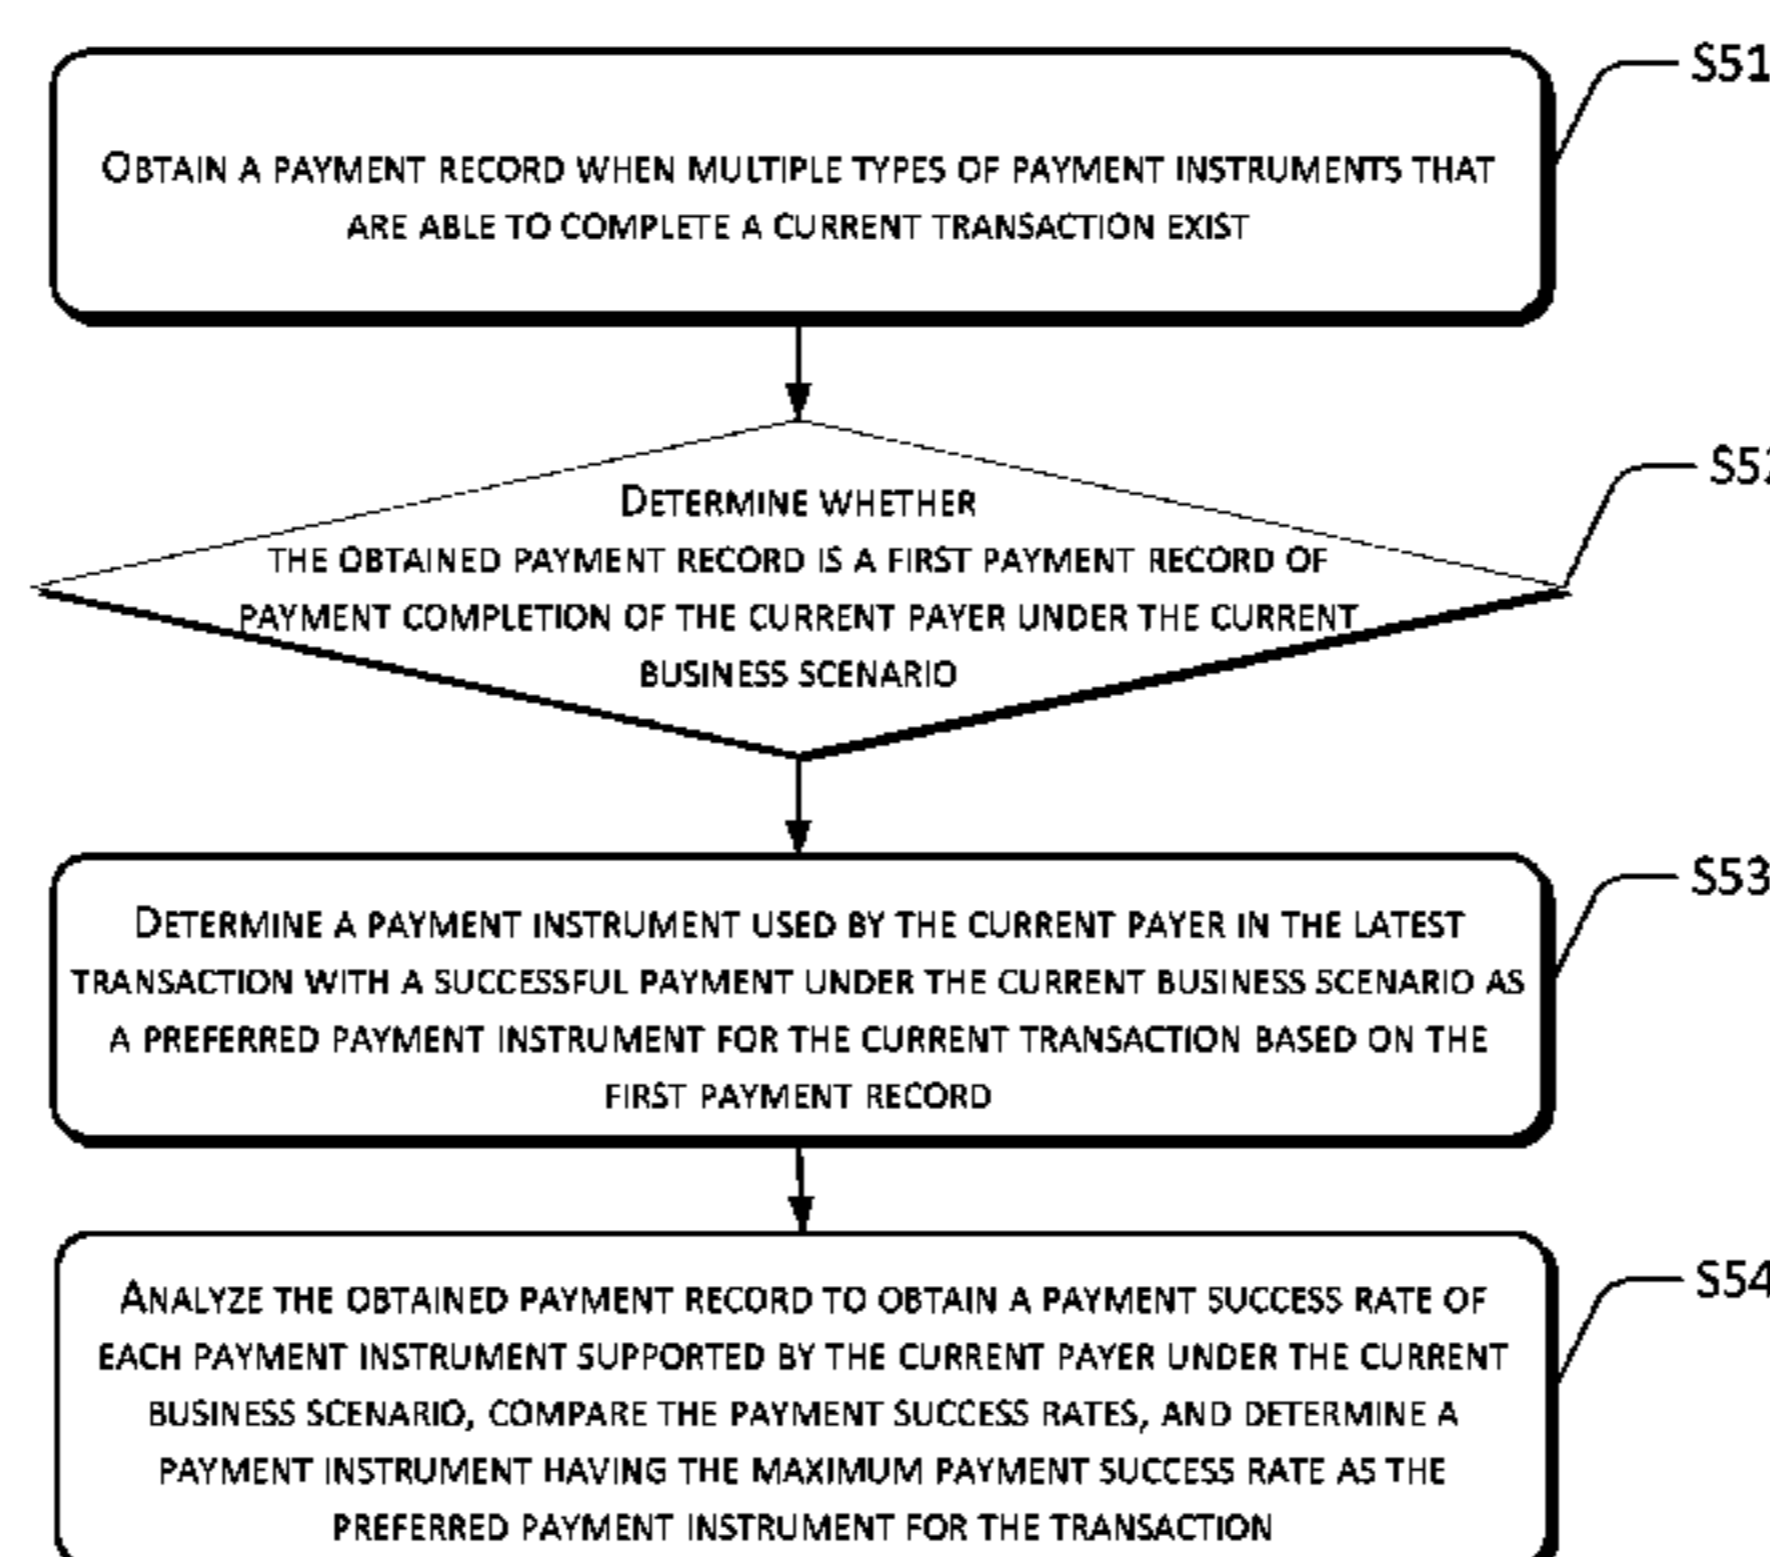 S51
OBTAIN A PAYMENT RECORD WHEN MULTIPLE TYPES OF PAYMENT INSTRUMENTS THAT
ARE ABLE TO COMPLETE A CURRENT TRANSACTION EXIST
S52
DETERMINE WHETHER
THE OBTAINED PAYMENT RECORD IS A FIRST PAYMENT RECORD OF
PAYMENT COMPLETION OF THE CURRENT PAYER UNDER THE CURRENT
BUSINESS SCENARIO
S53
DETERMINE A PAYMENT INSTRUMENT USED BY THE CURRENT PAYER IN THE LATEST
TRANSACTION WITH A SUCCESSFUL PAYMENT UNDER THE CURRENT BUSINESS SCENARIO AS
A PREFERRED PAYMENT INSTRUMENT FOR THE CURRENT TRANSACTION BASED ON THE
FIRST PAYMENT RECORD
S54
ANALYZE THE OBTAINED PAYMENT RECORD TO OBTAIN A PAYMENT SUCCESS RATE OF
EACH PAYMENT INSTRUMENT SUPPORTED BY THE CURRENT PAYER UNDER THE CURRENT
BUSINESS SCENARIO, COMPARE THE PAYMENT SUCCESS RATES, AND DETERMINE A
PAYMENT INSTRUMENT HAVING THE MAXIMUM PAYMENT SUCCESS RATE AS THE
PREFERRED PAYMENT INSTRUMENT FOR THE TRANSACTION